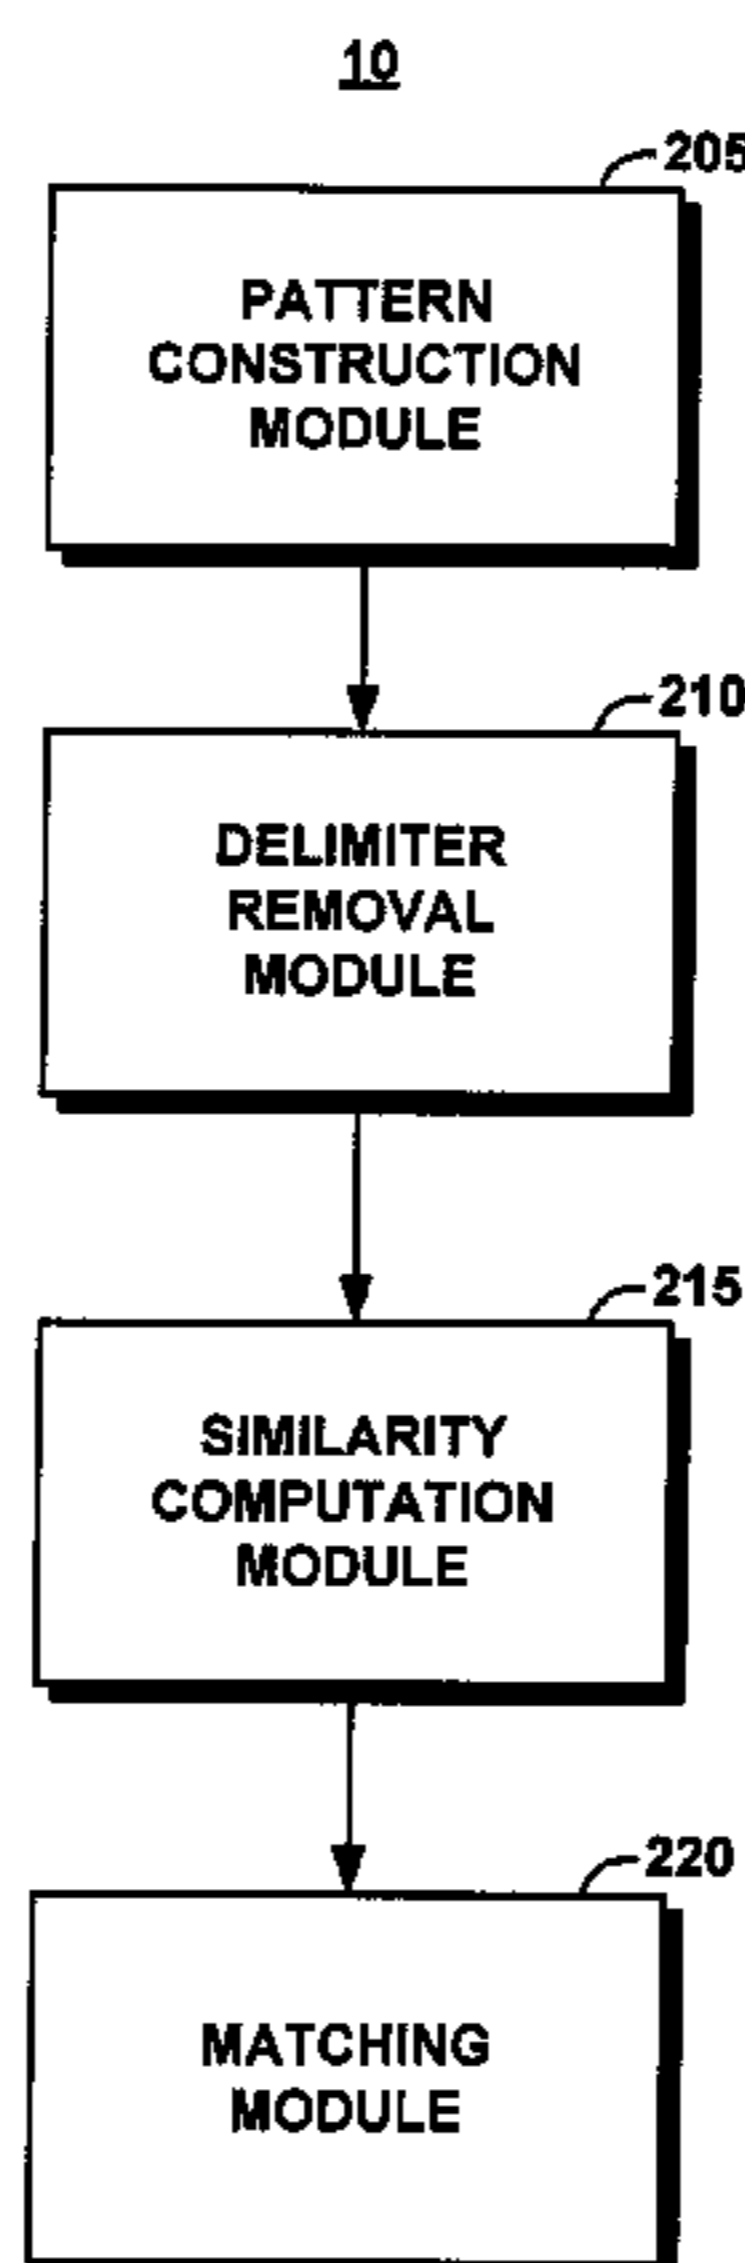 10
205
PATTERN
CONSTRUCTION
MODULE
210
DELIMITER
REMOVAL
MODULE
215
SIMILARITY
COMPUTATION
MODULE
220
MATCHING
MODULE